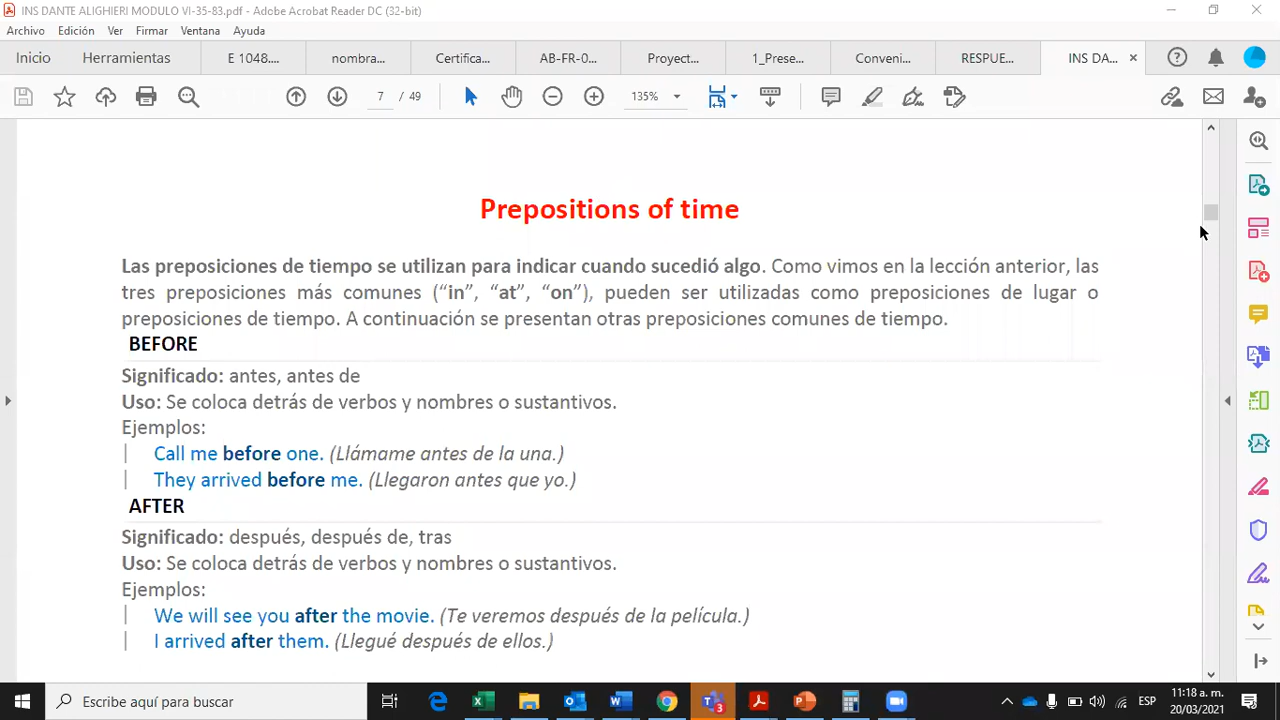 INS DANTE ALIGHIERI MODULO VI-35-83.pdf - Adobe Acrobat Reader DC (32-bit)
Archivo Edición Ver Firmar Ventana Ayuda
Inicio Herramientas E 1048... nombra... Certifica... AB-FR-0... Proyect... 1_Prese... Conveni... RESPUE... INS DA...
7 / 49 135%
Prepositions of time
Las preposiciones de tiempo se utilizan para indicar cuando sucedió algo. Como vimos en la lección anterior, las
tres preposiciones más comunes (“in”, “at”, “on”), pueden ser utilizadas como preposiciones de lugar o
preposiciones de tiempo. A continuación se presentan otras preposiciones comunes de tiempo.
BEFORE
Significado: antes, antes de
Uso: Se coloca detrás de verbos y nombres o sustantivos.
Ejemplos:
Call me before one. (Llámame antes de la una.)
They arrived before me. (Llegaron antes que yo.)
AFTER
Significado: después, después de, tras
Uso: Se coloca detrás de verbos y nombres o sustantivos.
Ejemplos:
We will see you after the movie. (Te veremos después de la película.)
I arrived after them. (Llegué después de ellos.)
Escribe aquí para buscar
3
ESP
11:18 a. m.
20/03/2021